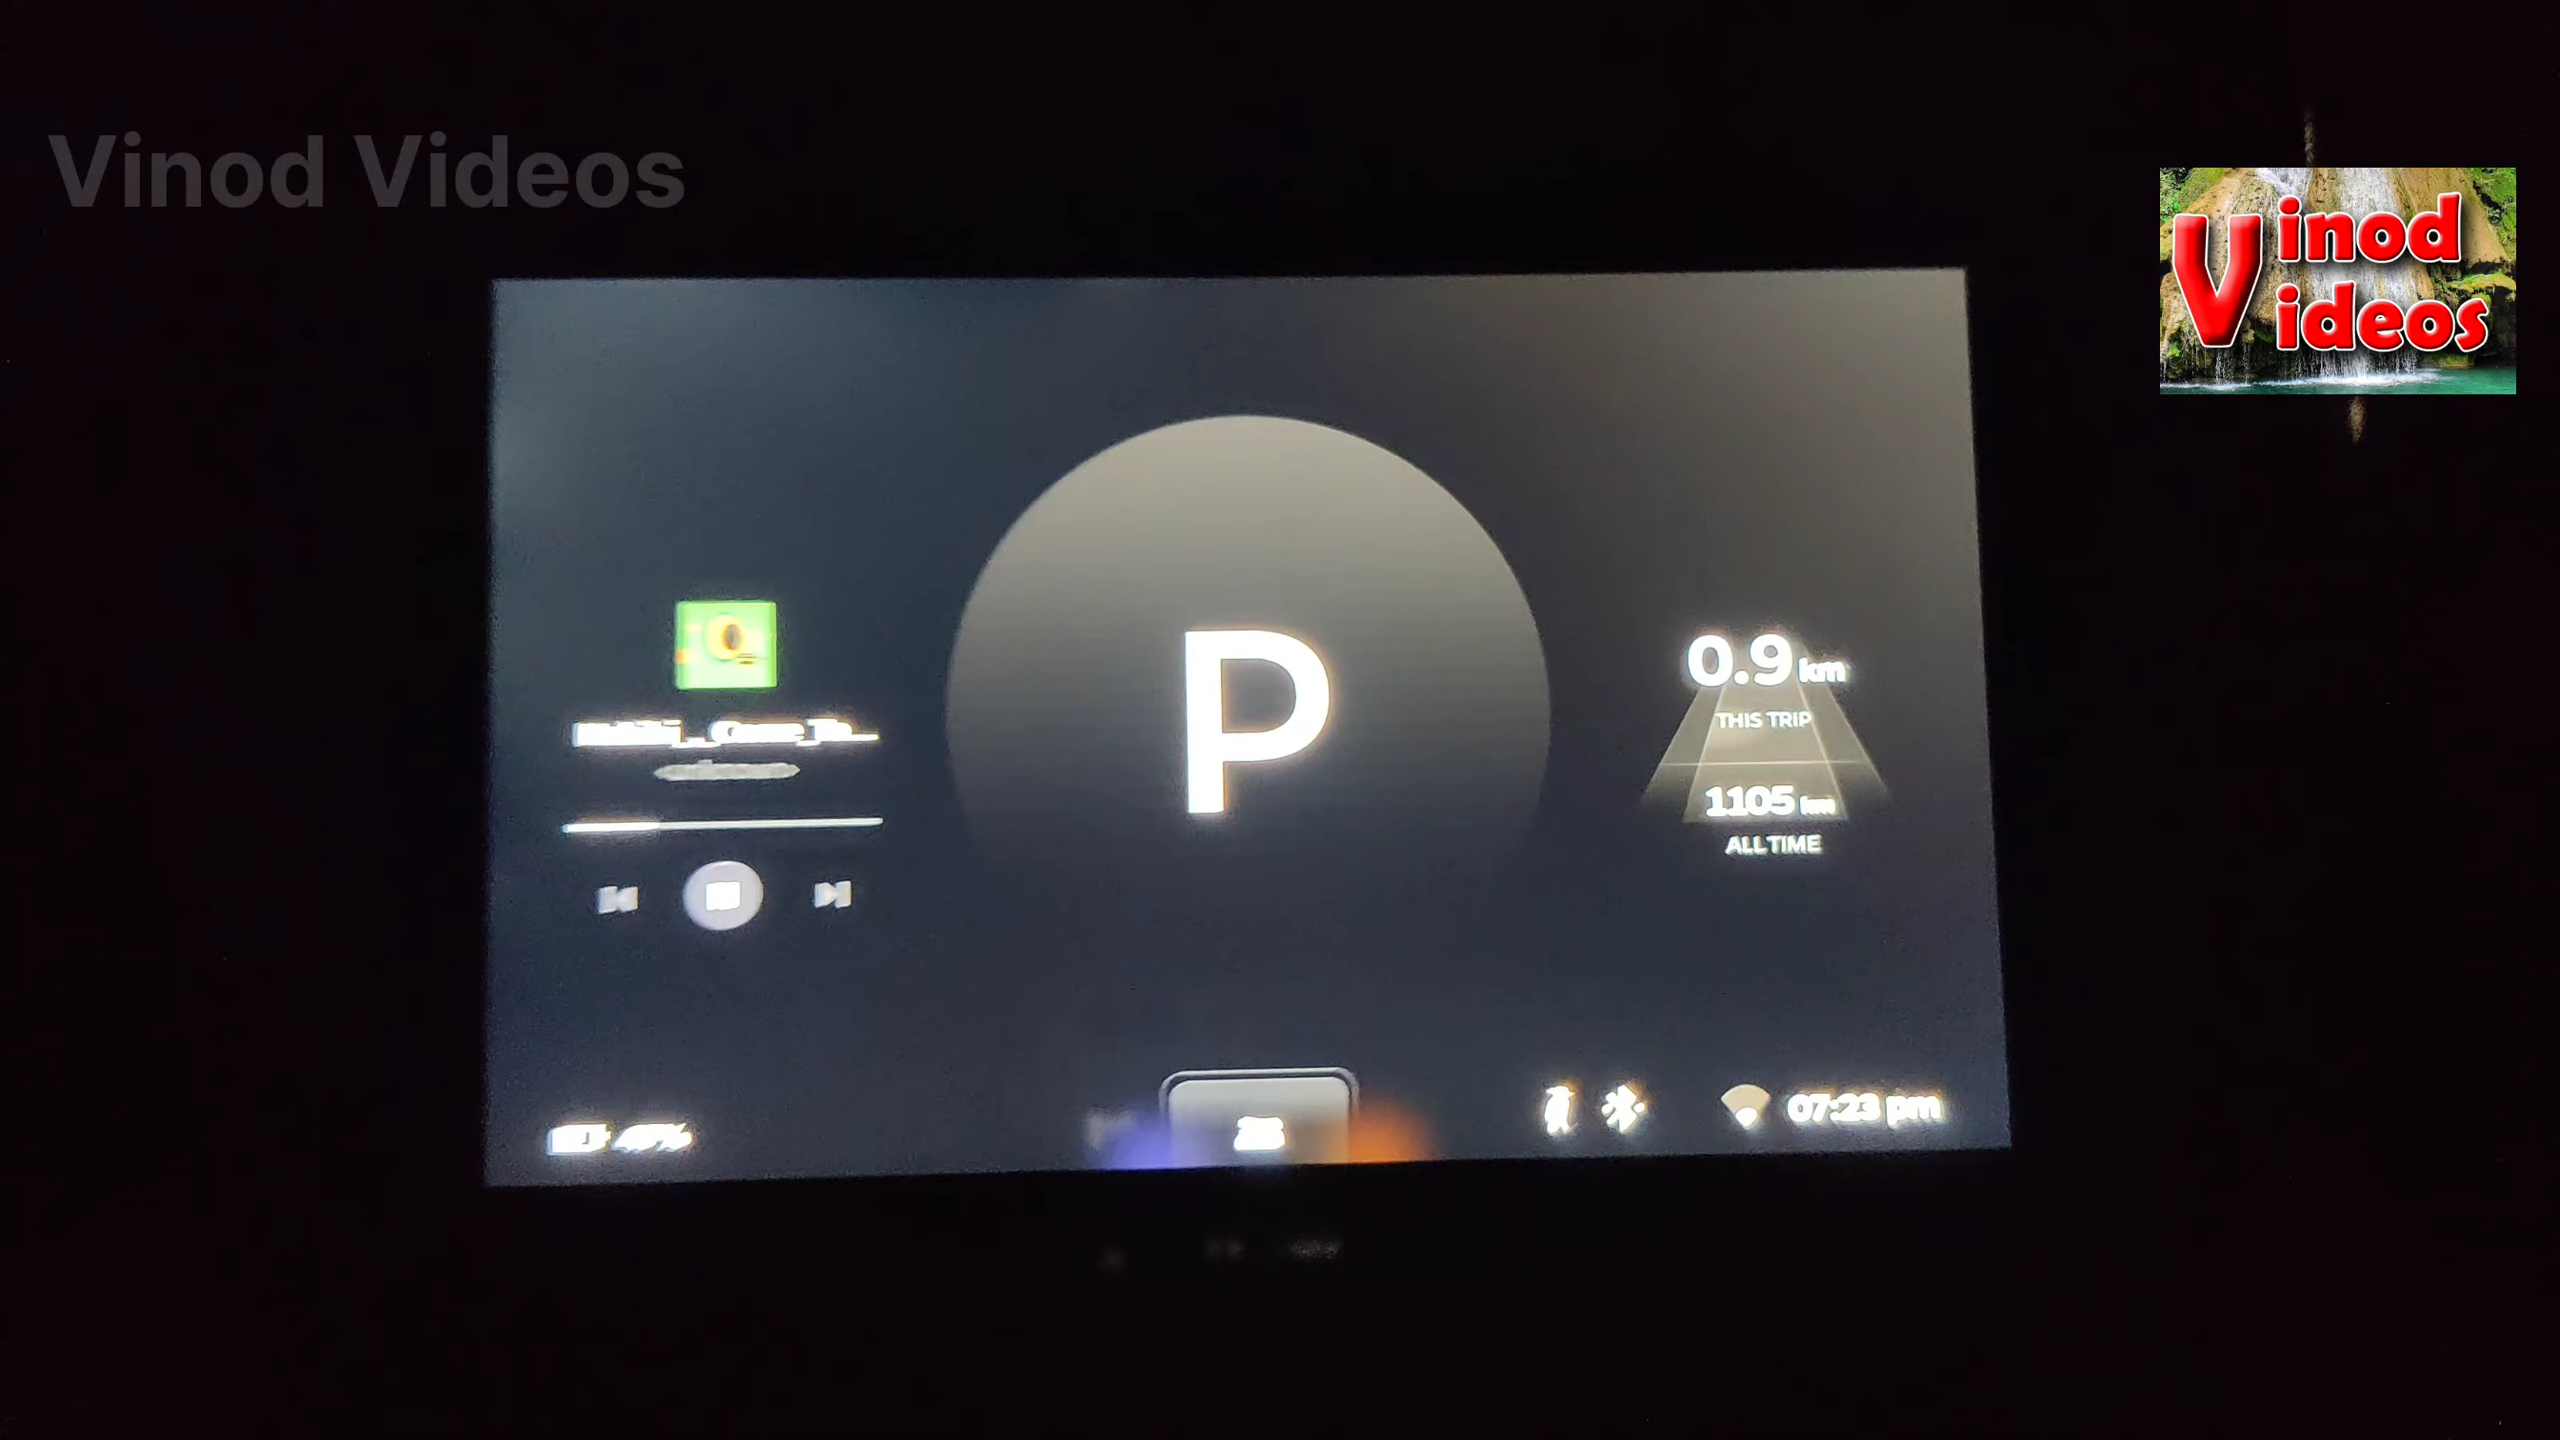 Vinod Videos
Vinod
Videos
P
0.9 km
THIS TRIP
1105 km
ALL TIME
07:23 pm